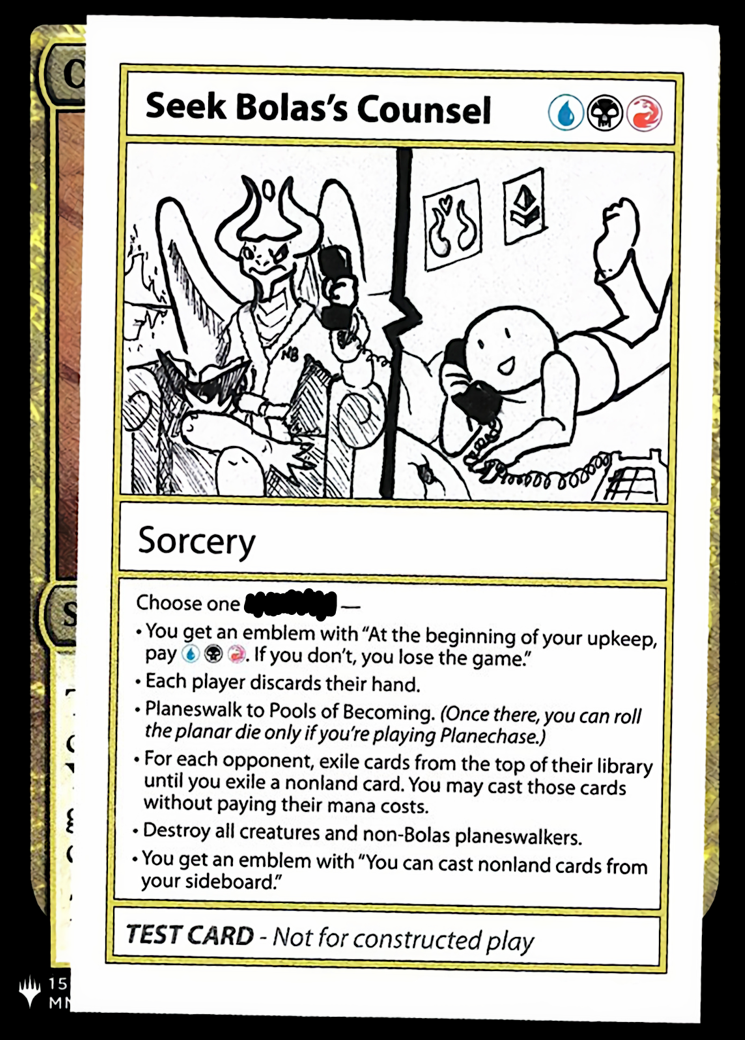 Seek Bolas's Counsel
NB
Sorcery
Choose one —
• You get an emblem with "At the beginning of your upkeep,
pay. If you don't, you lose the game."
• Each player discards their hand.
• Planeswalk to Pools of Becoming. (Once there, you can roll
the planar die only if you're playing Planechase.)
• For each opponent, exile cards from the top of their library
until you exile a nonland card. You may cast those cards
without paying their mana costs.
• Destroy all creatures and non-Bolas planeswalkers.
• You get an emblem with "You can cast nonland cards from
your sideboard."
TEST CARD - Not for constructed play
15